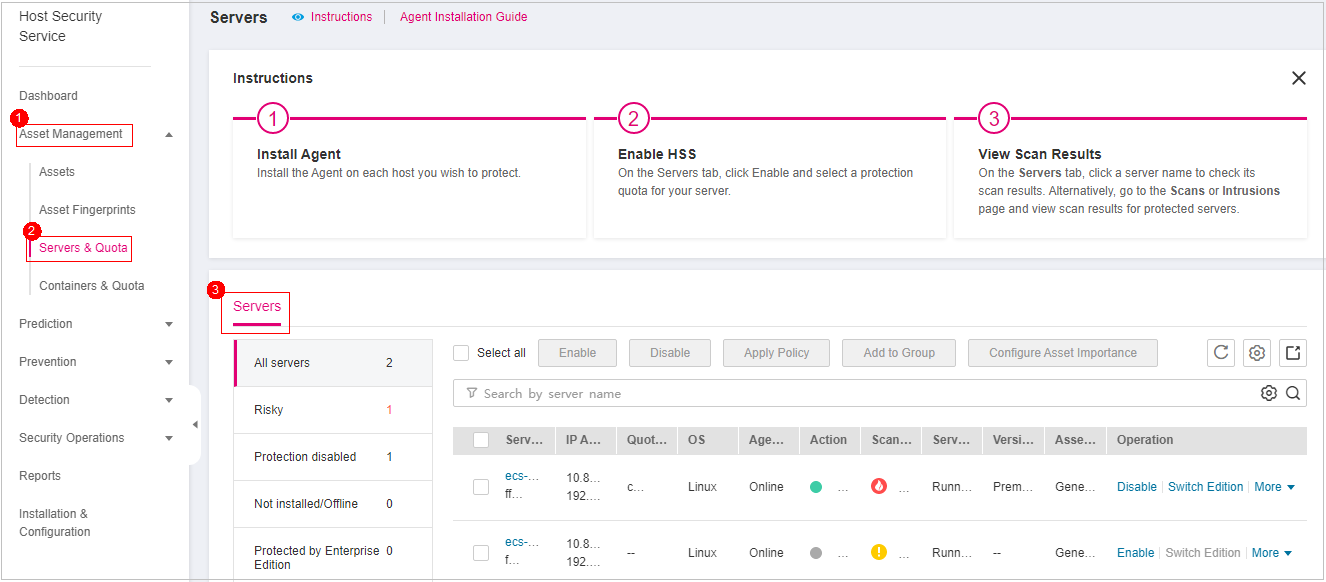 Host Security
Service
Dashboard
1
Asset Management
Assets
Asset Fingerprints
2
Servers & Quota
Containers & Quota
Prediction
Prevention
Detection
Security Operations
Reports
Installation &
Configuration
Servers Instructions Agent Installation Guide
Instructions
1
Install Agent
Install the Agent on each host you wish to protect.
2
Enable HSS
On the Servers tab, click Enable and select a protection
quota for your server.
3
View Scan Results
On the Servers tab, click a server name to check its
scan results. Alternatively, go to the Scans or Intrusions
page and view scan results for protected servers.
3
Servers
All servers 2
Risky 1
Protection disabled 1
Not installed/Offline 0
Protected by Enterprise 0
Edition
Select all Enable Disable Apply Policy Add to Group Configure Asset Importance
Search by server name
Serv... IP A... Quot... OS Age... Action Scan... Serv... Versi... Asse... Operation
ecs-... 10.8...
ff... 192.... c... Linux Online ... ... Runn... Prem... Gene... Disable Switch Edition More
ecs-... 10.8...
f... 192.... -- Linux Online ... ... Runn... -- Gene... Enable Switch Edition More